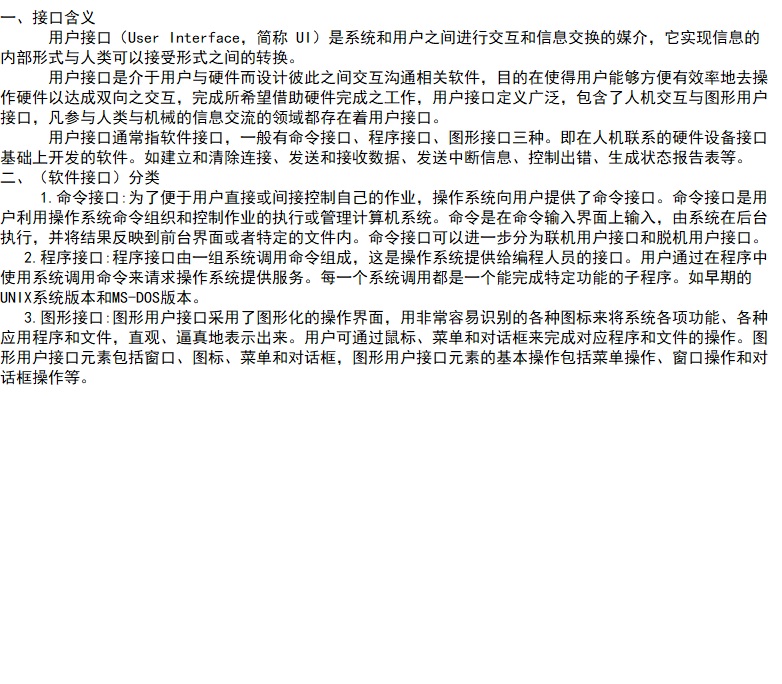 一、接口含义
用户接口（User Interface，简称 UI）是系统和用户之间进行交互和信息交换的媒介，它实现信息的
内部形式与人类可以接受形式之间的转换。
用户接口是介于用户与硬件而设计彼此之间交互沟通相关软件，目的在使得用户能够方便有效率地去操
作硬件以达成双向之交互，完成所希望借助硬件完成之工作，用户接口定义广泛，包含了人机交互与图形用户
接口，凡参与人类与机械的信息交流的领域都存在着用户接口。
用户接口通常指软件接口，一般有命令接口、程序接口、图形接口三种。即在人机联系的硬件设备接口
基础上开发的软件。如建立和清除连接、发送和接收数据、发送中断信息、控制出错、生成状态报告表等。
二、（软件接口）分类
1.命令接口:为了便于用户直接或间接控制自己的作业，操作系统向用户提供了命令接口。命令接口是用
户利用操作系统命令组织和控制作业的执行或管理计算机系统。命令是在命令输入界面上输入，由系统在后台
执行，并将结果反映到前台界面或者特定的文件内。命令接口可以进一步分为联机用户接口和脱机用户接口。
2.程序接口:程序接口由一组系统调用命令组成，这是操作系统提供给编程人员的接口。用户通过在程序中
使用系统调用命令来请求操作系统提供服务。每一个系统调用都是一个能完成特定功能的子程序。如早期的
UNIX系统版本和MS-DOS版本。
3.图形接口:图形用户接口采用了图形化的操作界面，用非常容易识别的各种图标来将系统各项功能、各种
应用程序和文件，直观、逼真地表示出来。用户可通过鼠标、菜单和对话框来完成对应程序和文件的操作。图
形用户接口元素包括窗口、图标、菜单和对话框，图形用户接口元素的基本操作包括菜单操作、窗口操作和对
话框操作等。